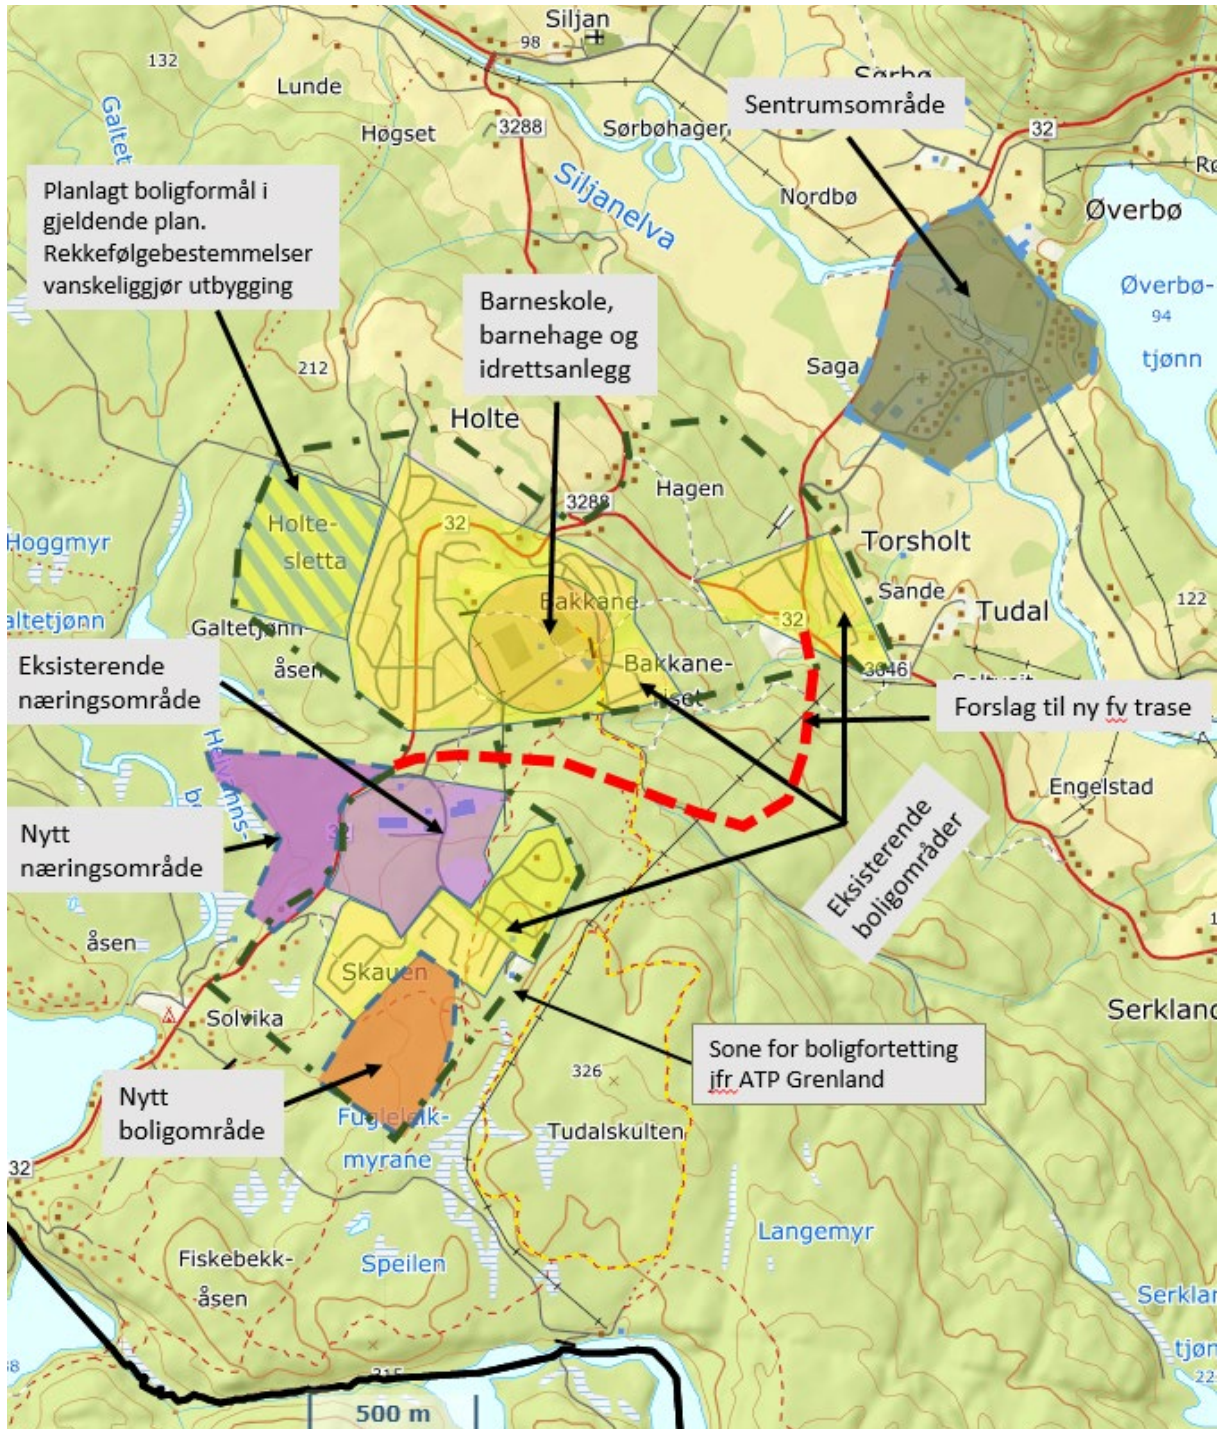 Siljan
98
132
Lunde
Sørbø
Sentrumsområde
3288
32
Høgset
Sørbøhagen
Siljanelva
Nordbø
Øverbø
Planlagt boligformål i
gjeldende plan.
Rekkefølgebestemmelser
vanskeliggjør utbygging
Øverbø-
94
tjønn
Barneskole,
barnehage og
idrettsanlegg
212
Saga
Holte
Hagen
3288
32
Holte-
sletta
Hoggmyr
Torsholt
Sande
Tudal
122
Bakkane
32
altetjønn
Galtetjønn-
åsen
Bakkane-
Eksisterende
næringsområde
3046
Forslag til ny fv trase
Engelstad
Nytt
næringsområde
Eksisterende
boligområder
åsen
Skauen
Solvika
Serkland
Sone for boligfortetting
jfr ATP Grenland
326
Nytt
boligområde
Fugleleik-
myrane
Tudalskulten
32
Langemyr
Fiskebekk-
åsen
Speilen
tjøn
315
500 m